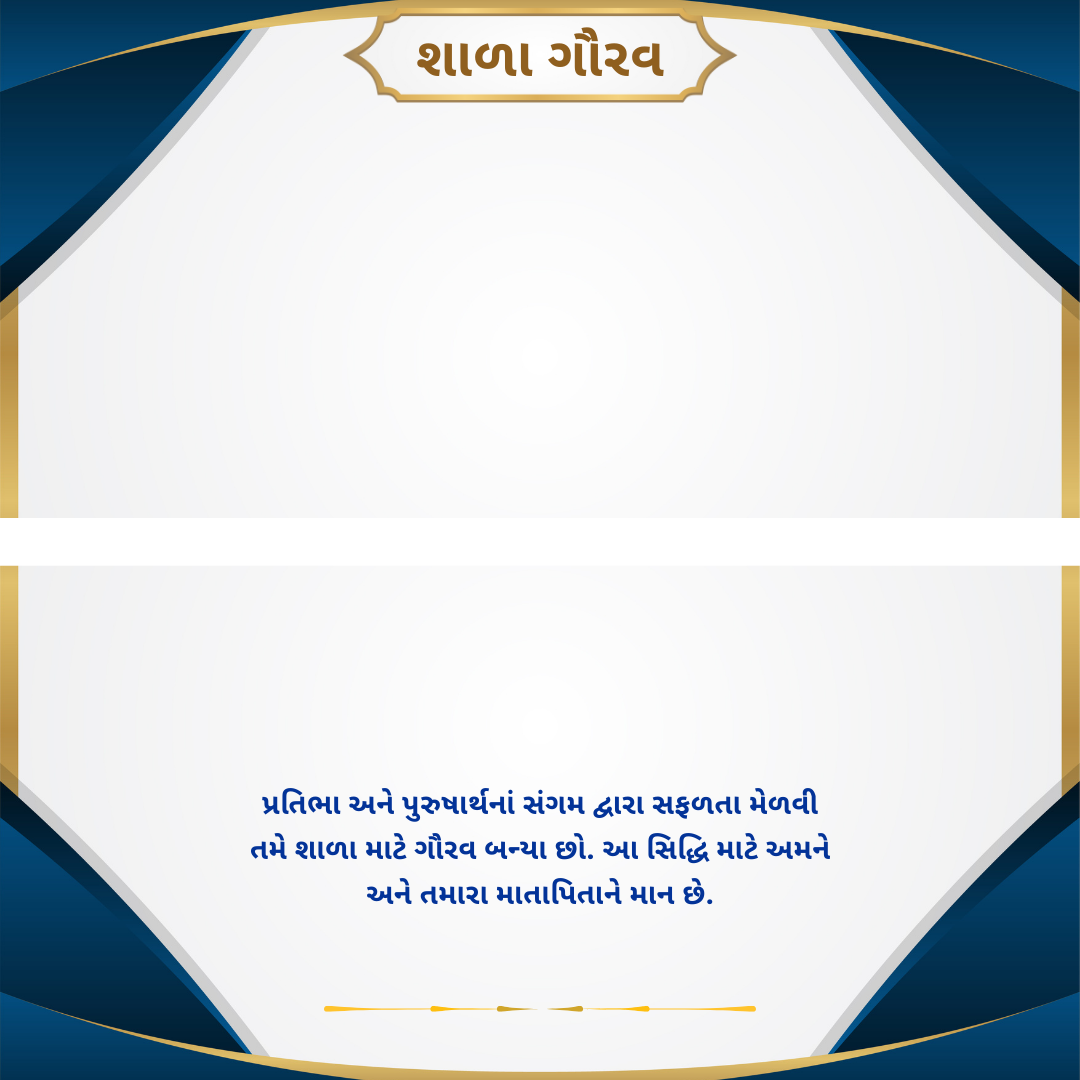 શાળા ગૌરવ
પ્રતિભા અને પુરુષાર્થનાં સંગમ દ્વારા સફળતા મેળવી
તમે શાળા માટે ગૌરવ બન્યા છો. આ સિદ્ધિ માટે અમને
અને તમારા માતાપિતાને માન છે.